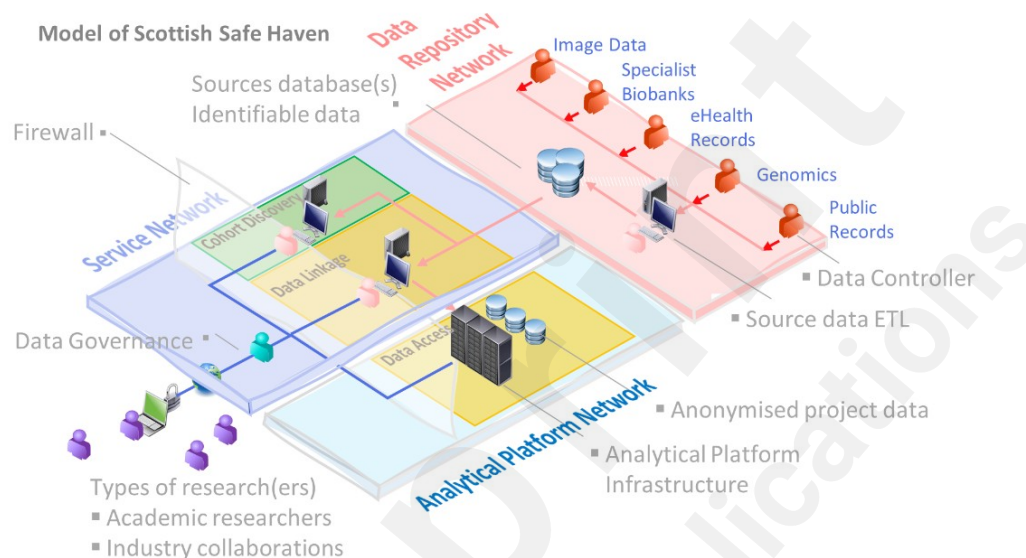 Model of Scottish Safe Haven
Data
Repository
Network
Image Data
Specialist
Biobanks
eHealth
Records
Genomics
Public
Records
Sources database(s)
Identifiable data
Firewall
Service Network
Cohort Discovery
Data Linkage
Data Access
Data Controller
Source data ETL
Data Governance
Analytical Platform Network
Anonymised project data
Analytical Platform
Infrastructure
Types of research(ers)
Academic researchers
Industry collaborations